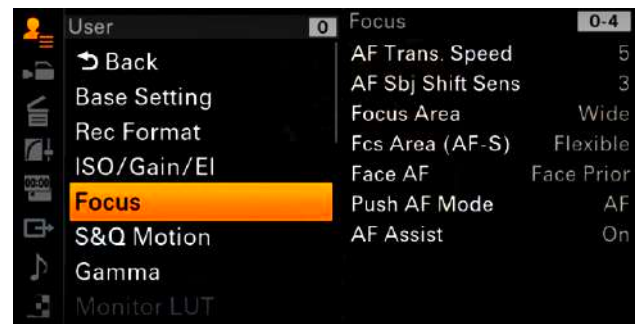 User 0
Back
Base Setting
Rec Format
ISO/Gain/EI
Focus
S&Q Motion
Gamma
Monitor LUT
00:00
Focus 0-4
AF Trans. Speed 5
AF Sbj Shift Sens 3
Focus Area Wide
Fcs Area (AF-S) Flexible
Face AF Face Prior
Push AF Mode AF
AF Assist On